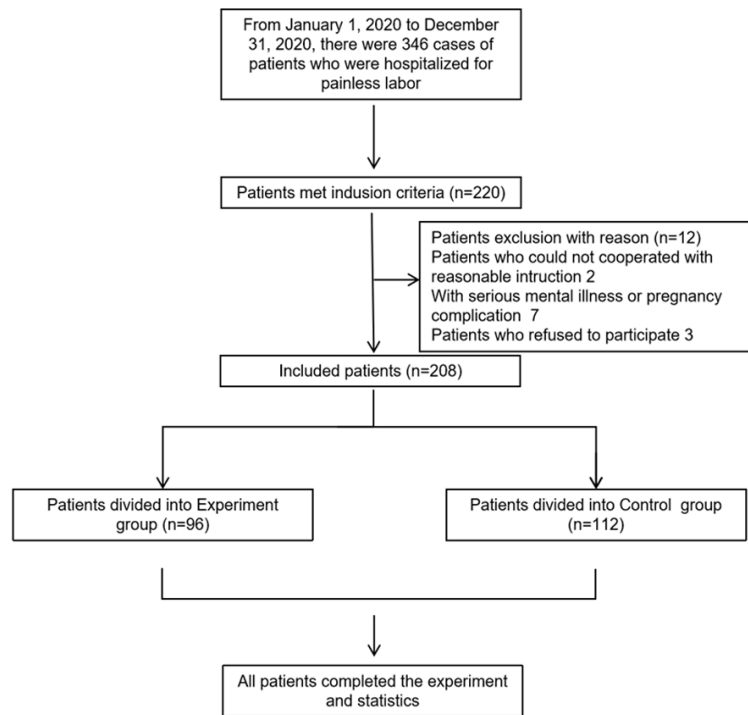 From January 1, 2020 to December
31, 2020, there were 346 cases of
patients who were hospitalized for
painless labor
Patients met indusion criteria (n=220)
Patients exclusion with reason (n=12)
Patients who could not cooperated with
reasonable intruction 2
With serious mental illness or pregnancy
complication 7
Patients who refused to participate 3
Included patients (n=208)
Patients divided into Experiment
group (n=96)
Patients divided into Control group
(n=112)
All patients completed the experiment
and statistics